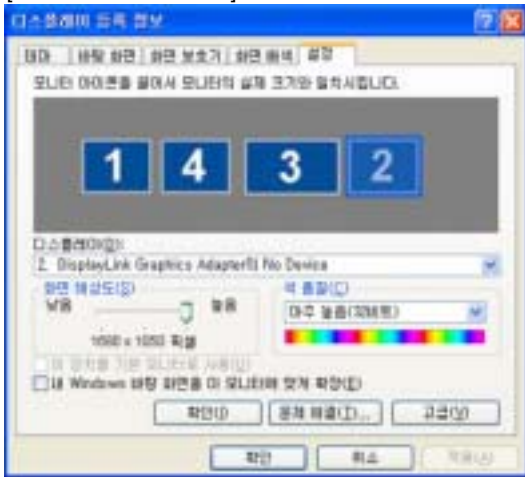 디스플레이 등록 정보
테마 바탕 화면 화면 보호기 화면 배색 설정
모니터 아이콘을 끌어서 모니터의 실제 크기와 일치시킵니다.
1 4 3 2
디스플레이(D):
2. DisplayLink Graphics Adapter의 No Device
화면 해상도(S)
낮음 높음
1680 x 1050 픽셀
색 품질(C)
아주 높음(32비트)
이 장치를 기본 모니터로 사용(U)
내 Windows 바탕 화면을 이 모니터에 맞게 확장(E)
확인(I) 문제 해결(T)... 고급(V)
확인 취소 적용(A)